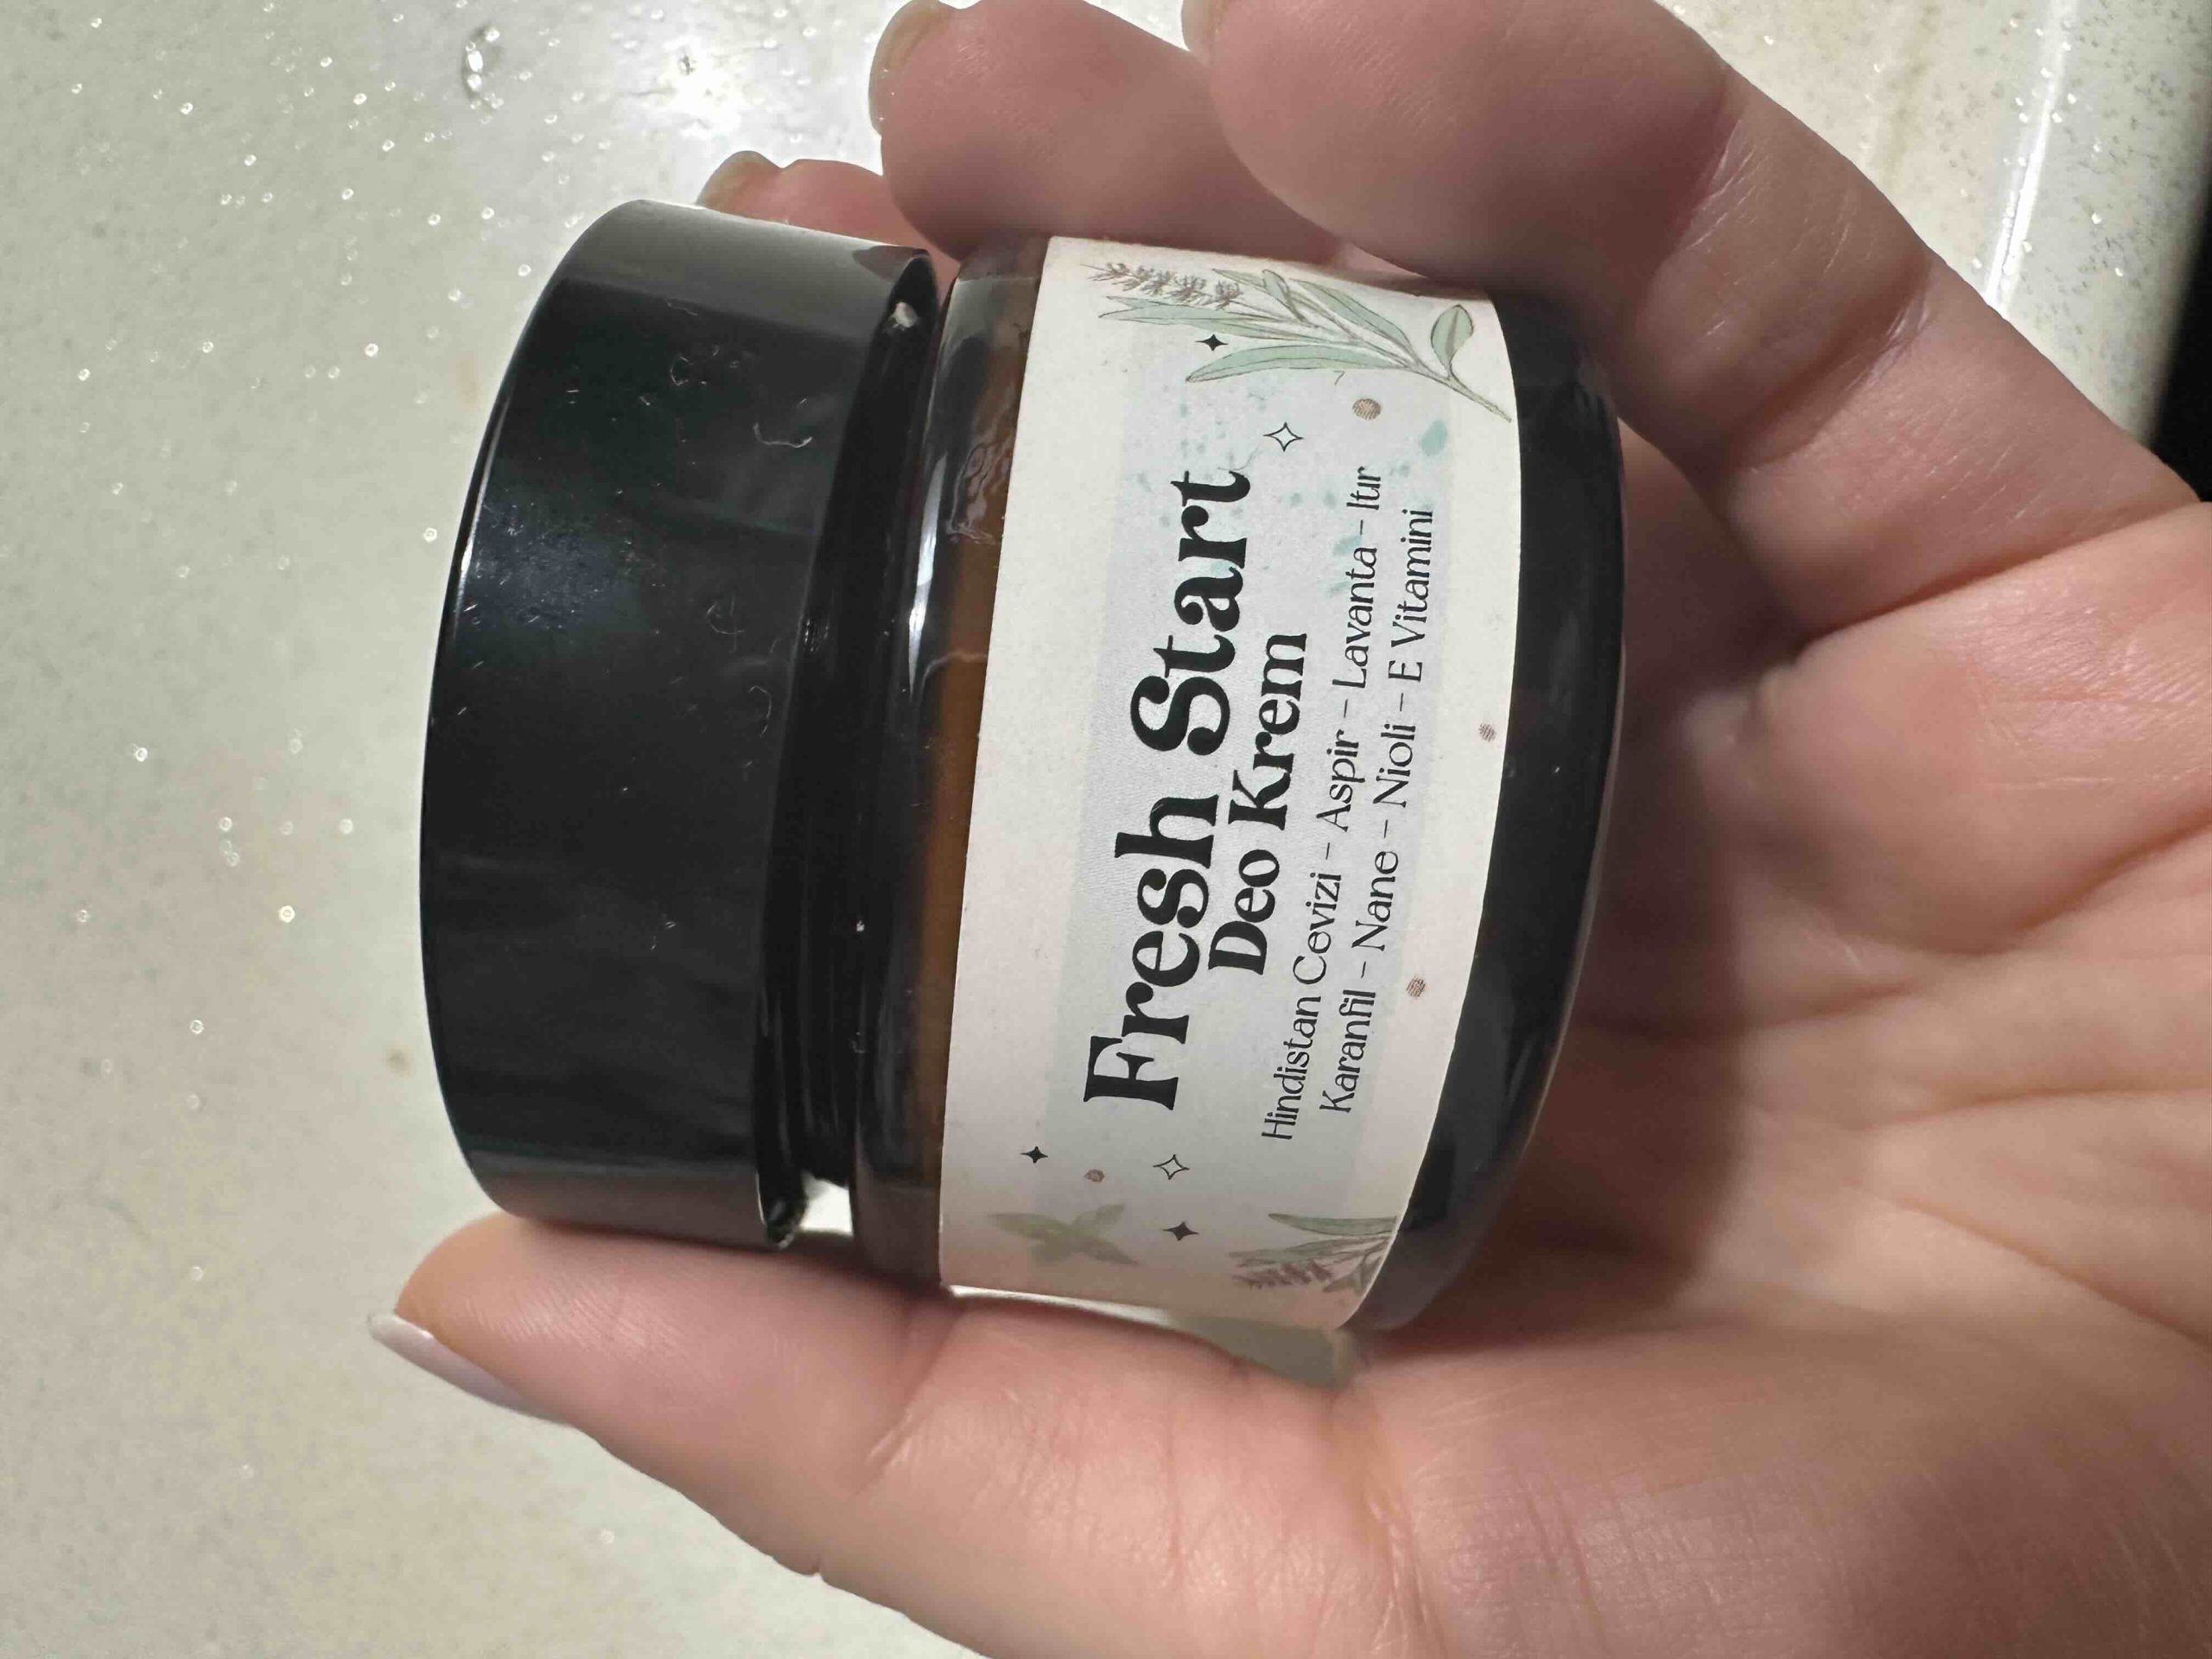 Fresh Start
Deo Krem
Hindistan Cevizi - Aspir - Lavanta - Itır
Karanfil - Nane - Nioli - E Vitamini